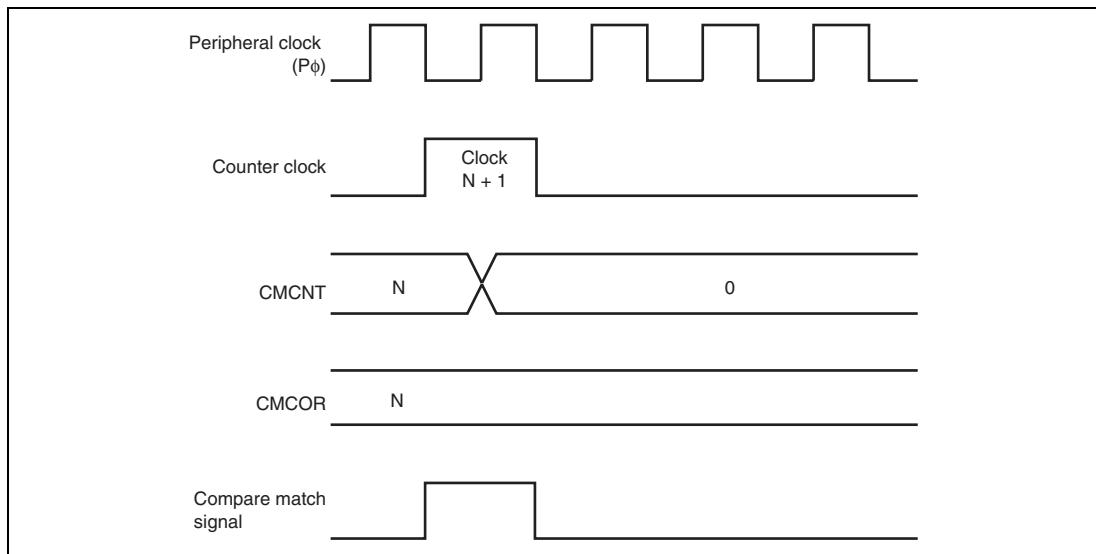 Peripheral clock
(Pϕ)
Counter clock
Clock
N + 1
CMCNT
N
0
CMCOR
N
Compare match
signal